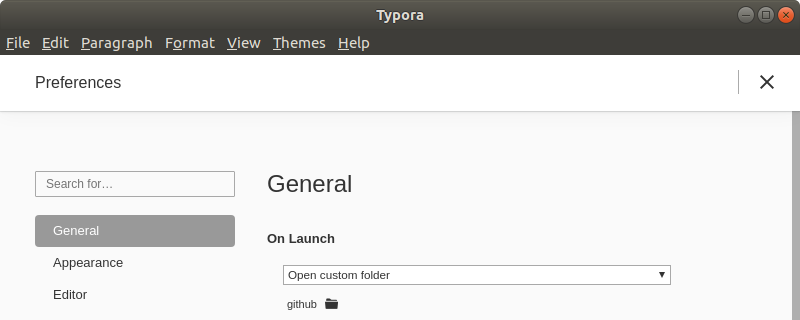 Typora
File Edit Paragraph Format View Themes Help
Preferences
Search for…
General
Appearance
Editor
General
On Launch
Open custom folder
github